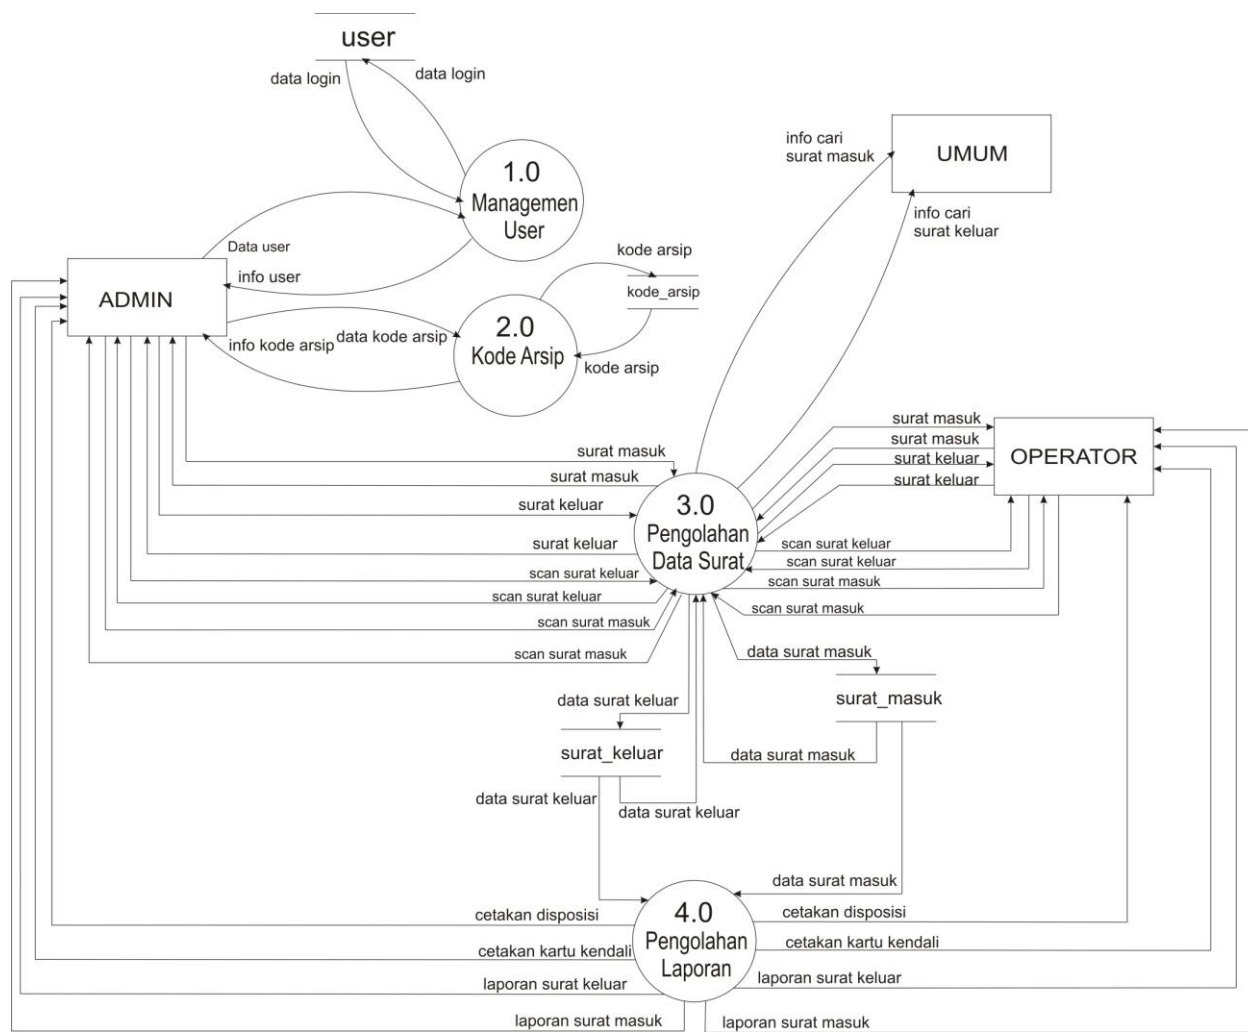 user
data login
data login
1.0
Managemen
User
info cari
surat masuk
UMUM
info cari
surat keluar
Data user
info user
ADMIN
kode arsip
kode_arsip
kode arsip
2.0
Kode Arsip
data kode arsip
info kode arsip
surat masuk
surat masuk
surat keluar
surat keluar
scan surat keluar
scan surat keluar
scan surat masuk
scan surat masuk
3.0
Pengolahan
Data Surat
surat masuk
surat masuk
surat keluar
surat keluar
OPERATOR
scan surat keluar
scan surat keluar
scan surat masuk
scan surat masuk
data surat masuk
surat_masuk
data surat masuk
data surat keluar
surat_keluar
data surat keluar
data surat keluar
data surat masuk
4.0
Pengolahan
Laporan
cetakan disposisi
cetakan kartu kendali
laporan surat keluar
laporan surat masuk
cetakan disposisi
cetakan kartu kendali
laporan surat keluar
laporan surat masuk